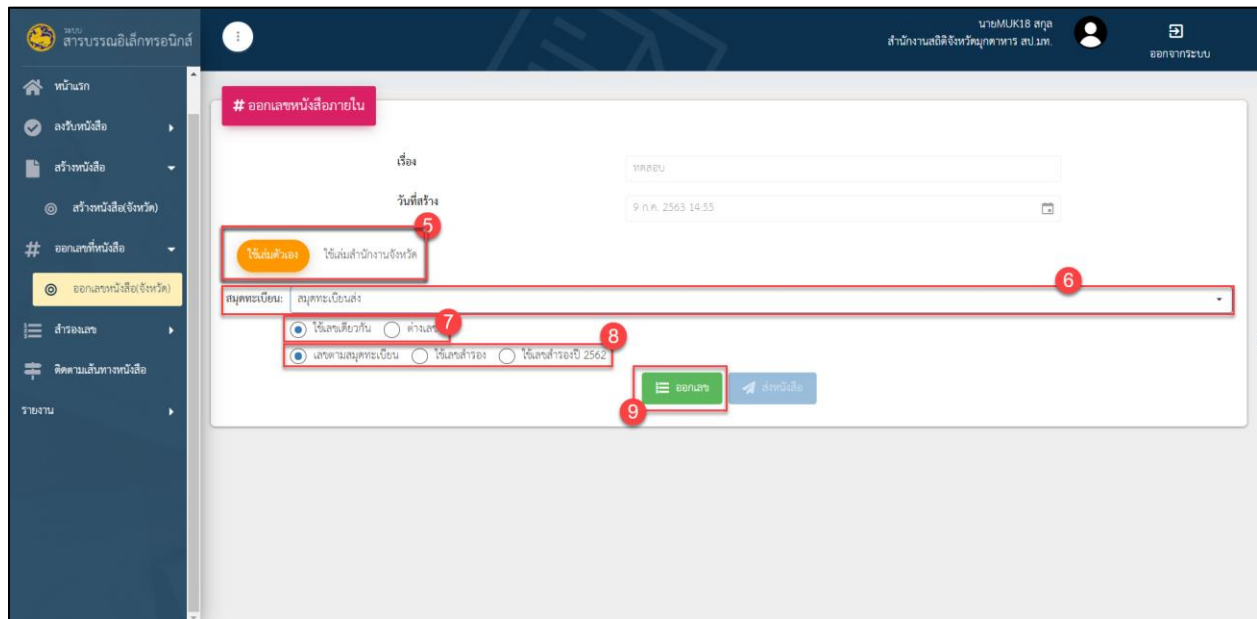 ระบบ
สารบรรณอิเล็กทรอนิกส์
นายMUK18 สกุล
สำนักงานสถิติจังหวัดมุกดาหาร สป.มท.
ออกจากระบบ
หน้าแรก
ลงรับหนังสือ
สร้างหนังสือ
สร้างหนังสือ(จังหวัด)
ออกเลขที่หนังสือ
ออกเลขหนังสือ(จังหวัด)
สำรองเลข
ติดตามเส้นทางหนังสือ
รายงาน
# ออกเลขหนังสือภายใน
เรื่อง
ทดสอบ
วันที่สร้าง
9 ก.ค. 2563 14:55
5
ใช้เล่มตัวเอง ใช้เล่มสำนักงานจังหวัด
6
สมุดทะเบียน: สมุดทะเบียนส่ง
ใช้เลขเดียวกัน ต่างเลข 7
8
เลขตามสมุดทะเบียน ใช้เลขสำรอง ใช้เลขสำรองปี 2562
ออกเลข ส่งหนังสือ
9